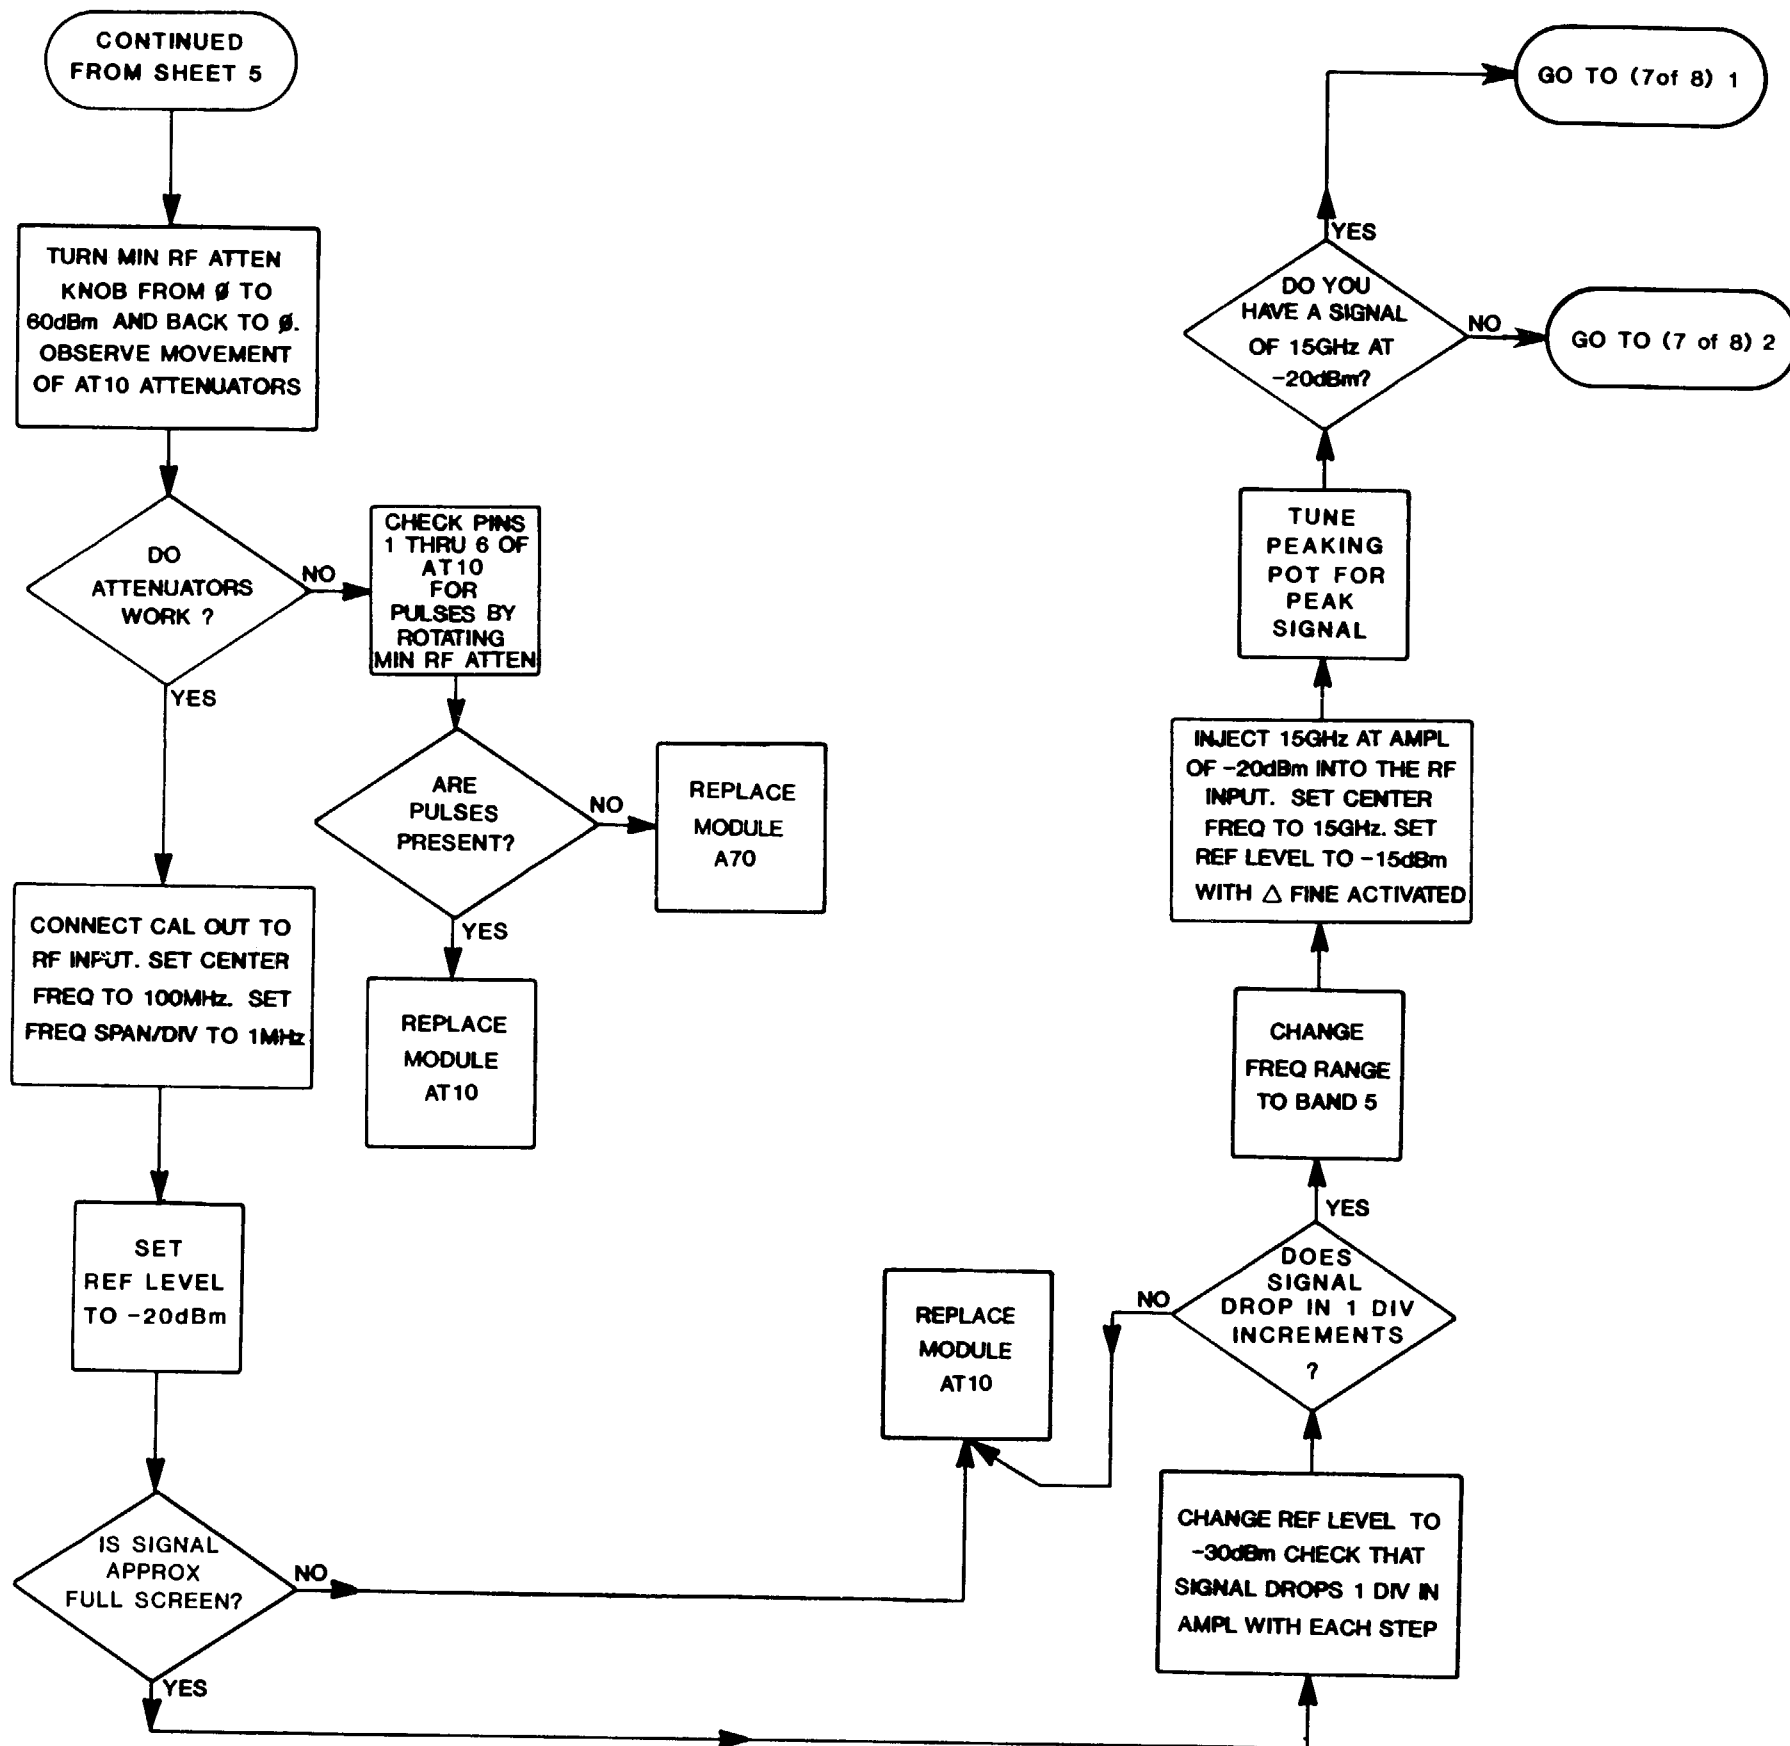 CONTINUED
FROM SHEET 5
TURN MIN RF ATTEN
KNOB FROM Ø TO
60dBm AND BACK TO Ø.
OBSERVE MOVEMENT
OF AT10 ATTENUATORS
DO
ATTENUATORS
WORK ?
NO
YES
CHECK PINS
1 THRU 6 OF
AT10
FOR
PULSES BY
ROTATING
MIN RF ATTEN
ARE
PULSES
PRESENT?
NO
YES
REPLACE
MODULE
A70
REPLACE
MODULE
AT10
CONNECT CAL OUT TO
RF INPUT. SET CENTER
FREQ TO 100MHz. SET
FREQ SPAN/DIV TO 1MHz
SET
REF LEVEL
TO -20dBm
IS SIGNAL
APPROX
FULL SCREEN?
NO
YES
REPLACE
MODULE
AT10
CHANGE REF LEVEL TO
-30dBm CHECK THAT
SIGNAL DROPS 1 DIV IN
AMPL WITH EACH STEP
DOES
SIGNAL
DROP IN 1 DIV
INCREMENTS
?
NO
YES
CHANGE
FREQ RANGE
TO BAND 5
INJECT 15GHz AT AMPL
OF -20dBm INTO THE RF
INPUT. SET CENTER
FREQ TO 15GHz. SET
REF LEVEL TO -15dBm
WITH △ FINE ACTIVATED
TUNE
PEAKING
POT FOR
PEAK
SIGNAL
DO YOU
HAVE A SIGNAL
OF 15GHz AT
-20dBm?
YES
NO
GO TO (7of 8) 1
GO TO (7 of 8) 2